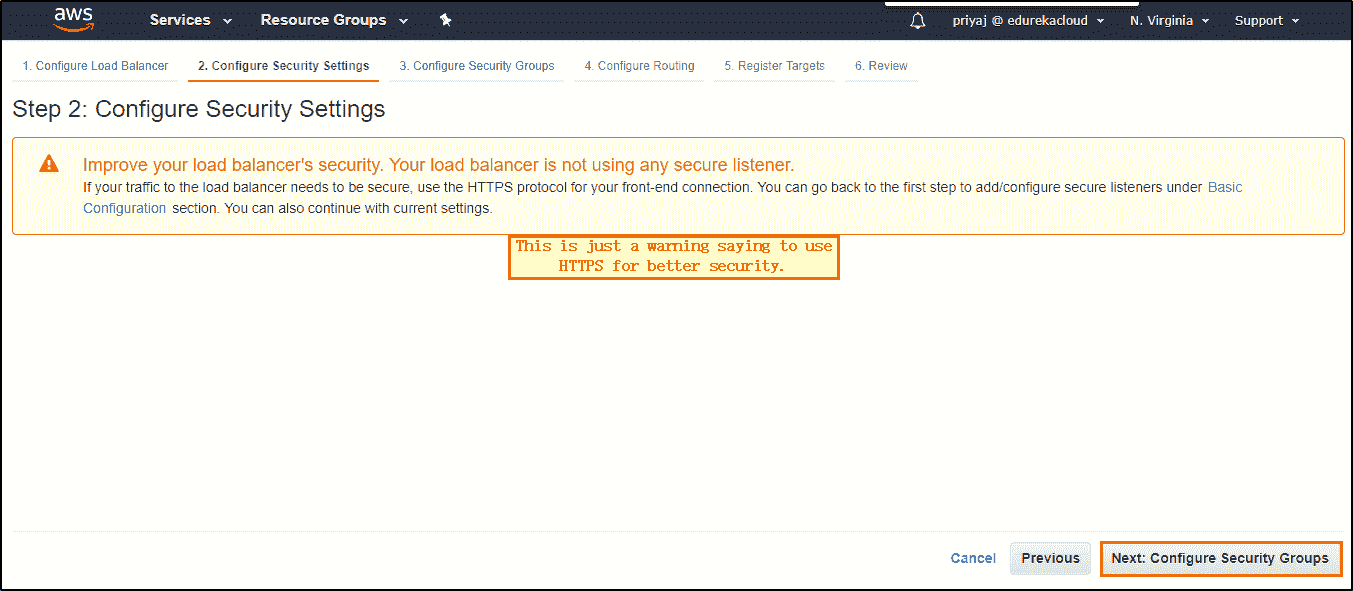 aws Services Resource Groups priyaj @ edurekacloud N. Virginia Support
1. Configure Load Balancer 2. Configure Security Settings 3. Configure Security Groups 4. Configure Routing 5. Register Targets 6. Review
Step 2: Configure Security Settings
Improve your load balancer's security. Your load balancer is not using any secure listener.
If your traffic to the load balancer needs to be secure, use the HTTPS protocol for your front-end connection. You can go back to the first step to add/configure secure listeners under Basic
Configuration section. You can also continue with current settings.
This is just a warning saying to use
HTTPS for better security.
Cancel Previous Next: Configure Security Groups